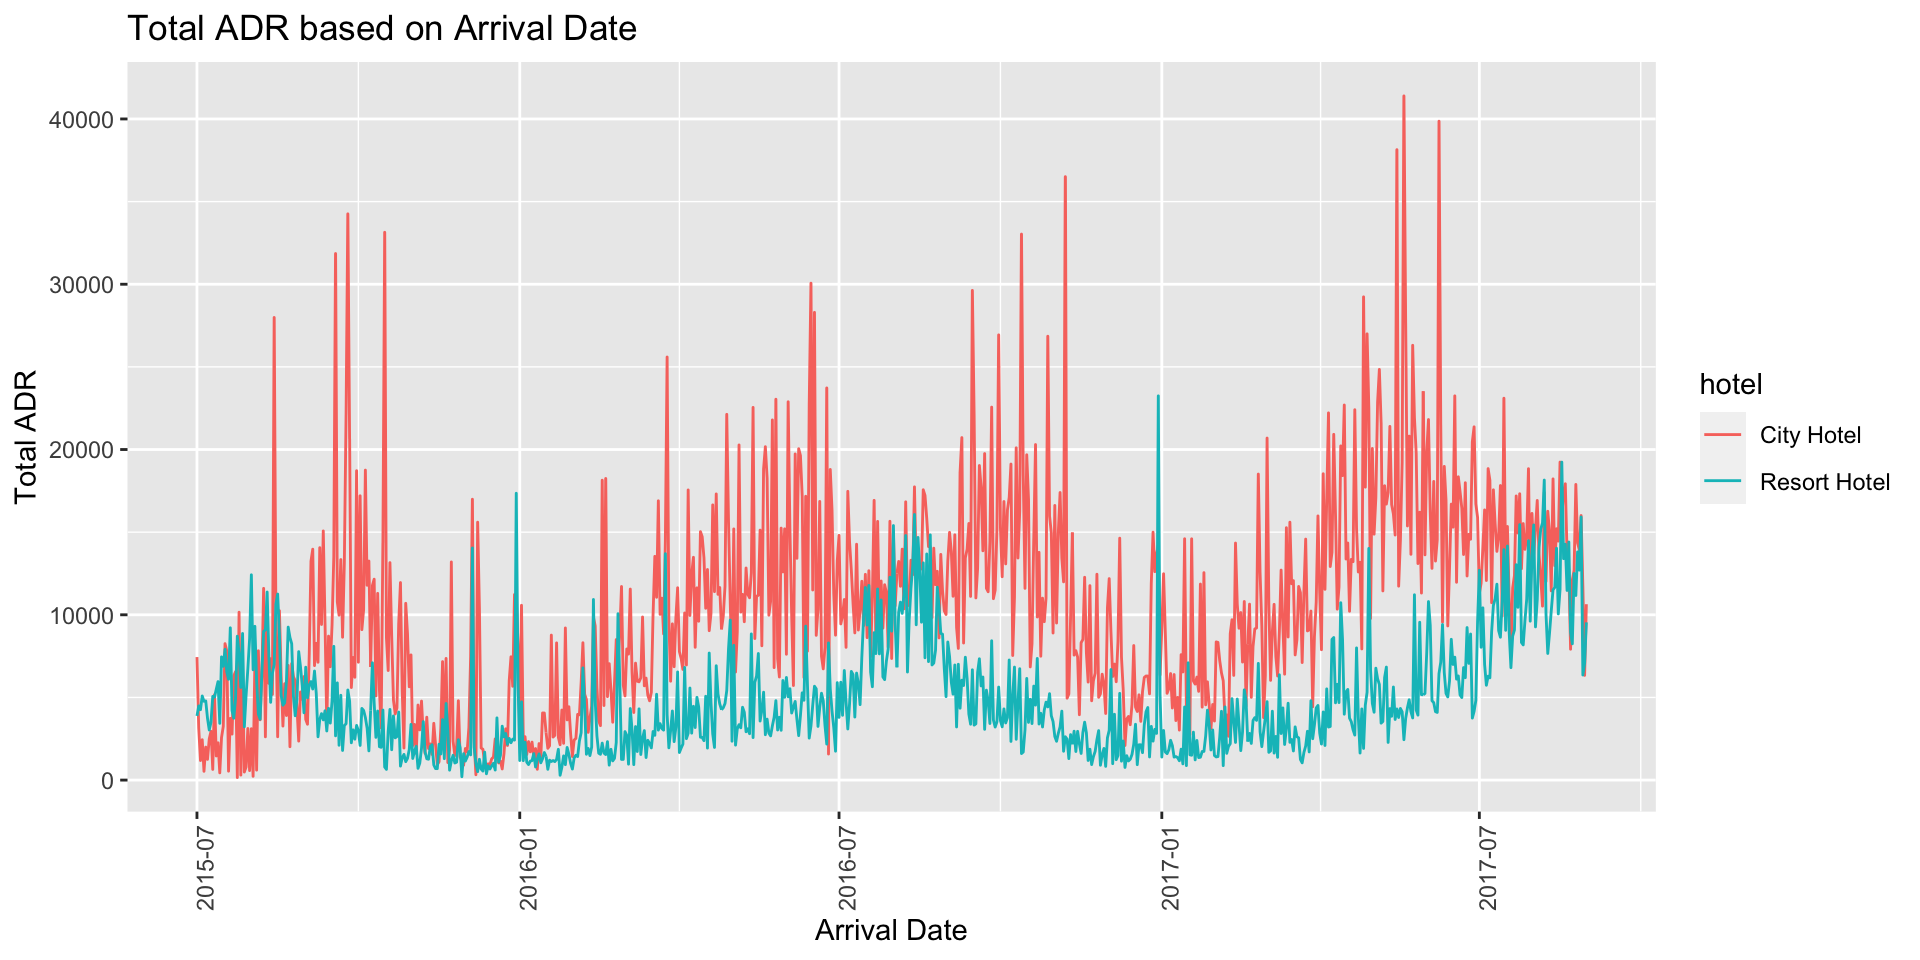 Total ADR based on Arrival Date
Total ADR
40000
30000
20000
10000
0
2015-07
2016-01
2016-07
2017-01
2017-07
Arrival Date
hotel
City Hotel
Resort Hotel